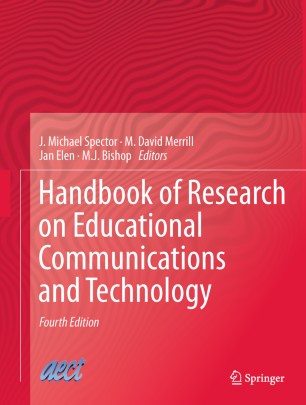 J. Michael Spector · M. David Merrill
Jan Elen · M.J. Bishop Editors
Handbook of Research
on Educational
Communications
and Technology
Fourth Edition
aect
Springer